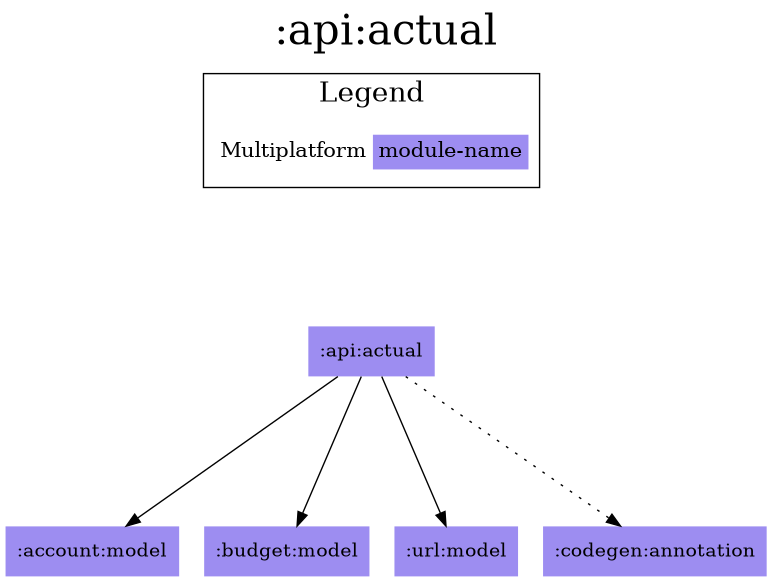 :api:actual
Legend
Multiplatform module-name
:api:actual
:account:model :budget:model :url:model :codegen:annotation